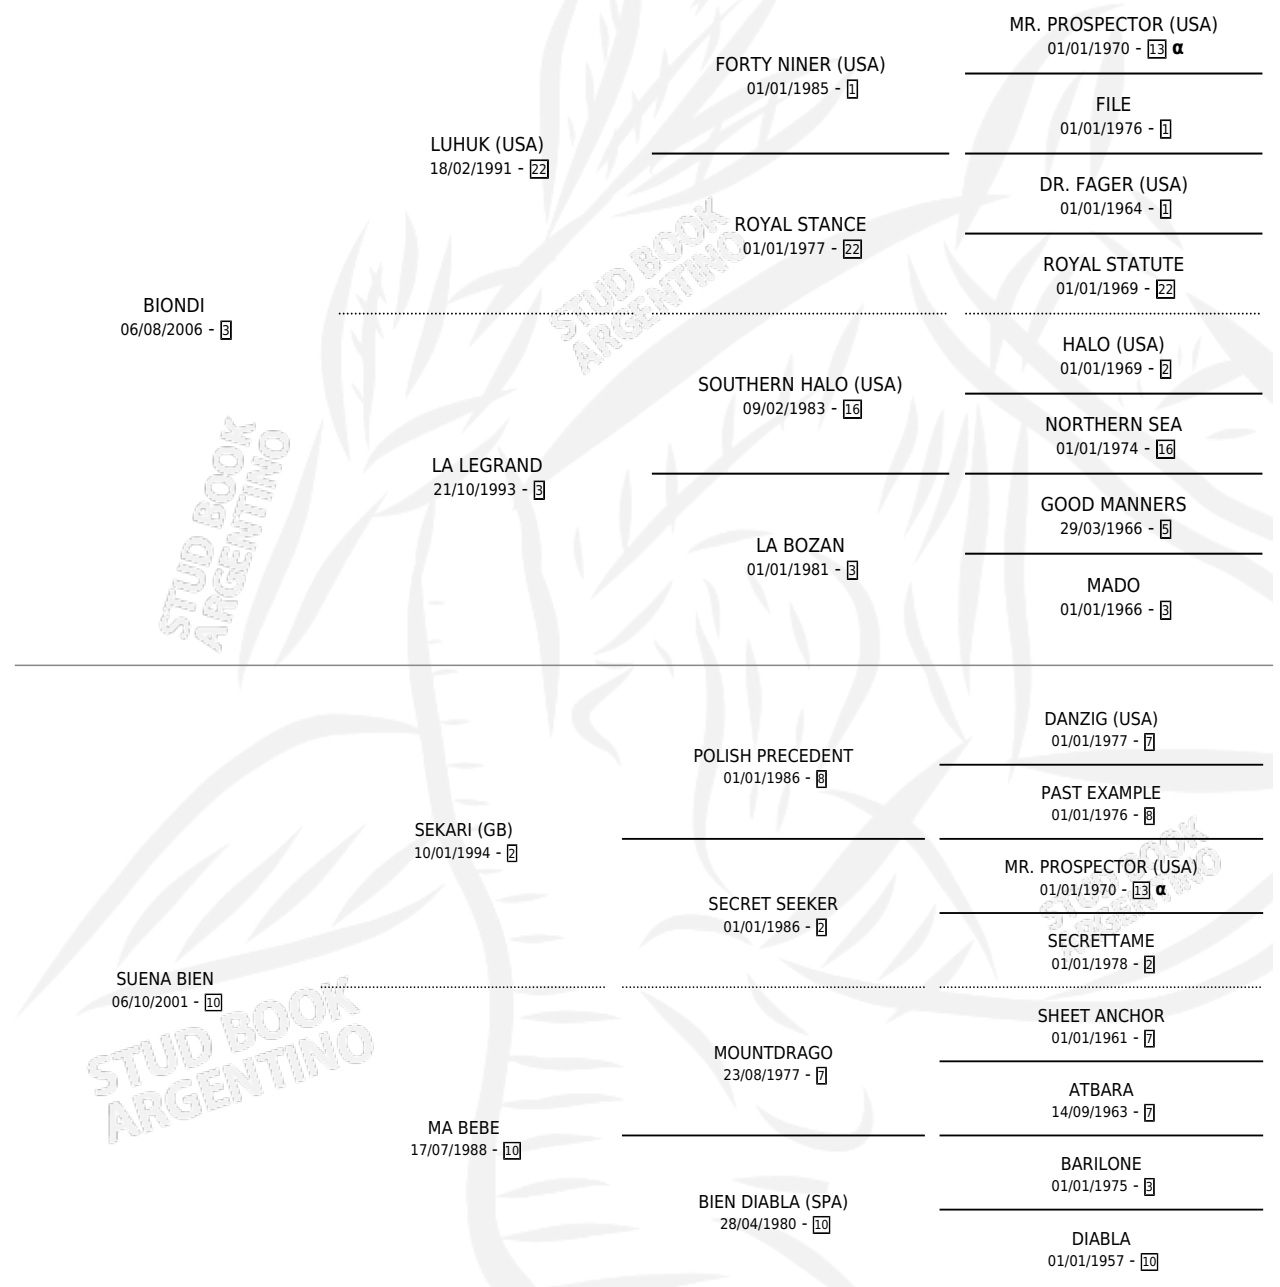 MR. PROSPECTOR (USA)
01/01/1970 - 13 α
FORTY NINER (USA)
01/01/1985 - 1
FILE
01/01/1976 - 1
LUHUK (USA)
18/02/1991 - 22
DR. FAGER (USA)
01/01/1964 - 1
ROYAL STANCE
01/01/1977 - 22
ROYAL STATUTE
01/01/1969 - 22
BIONDI
06/08/2006 - 3
HALO (USA)
01/01/1969 - 2
SOUTHERN HALO (USA)
09/02/1983 - 16
NORTHERN SEA
01/01/1974 - 16
LA LEGRAND
21/10/1993 - 3
GOOD MANNERS
29/03/1966 - 5
LA BOZAN
01/01/1981 - 3
MADO
01/01/1966 - 3
STUD BOOK
ARGENTINO
STUD BOOK
ARGENTINO
DANZIG (USA)
01/01/1977 - 7
POLISH PRECEDENT
01/01/1986 - 8
PAST EXAMPLE
01/01/1976 - 8
SEKARI (GB)
10/01/1994 - 2
MR. PROSPECTOR (USA)
01/01/1970 - 13 α
SECRET SEEKER
01/01/1986 - 2
SECRETTAME
01/01/1978 - 2
STUD BOOK
ARGENTINO
SUENA BIEN
06/10/2001 - 10
SHEET ANCHOR
01/01/1961 - 7
MOUNTDRAGO
23/08/1977 - 7
ATBARA
14/09/1963 - 7
MA BEBE
17/07/1988 - 10
BARILONE
01/01/1975 - 3
BIEN DIABLA (SPA)
28/04/1980 - 10
DIABLA
01/01/1957 - 10
STUD BOOK
ARGENTINO